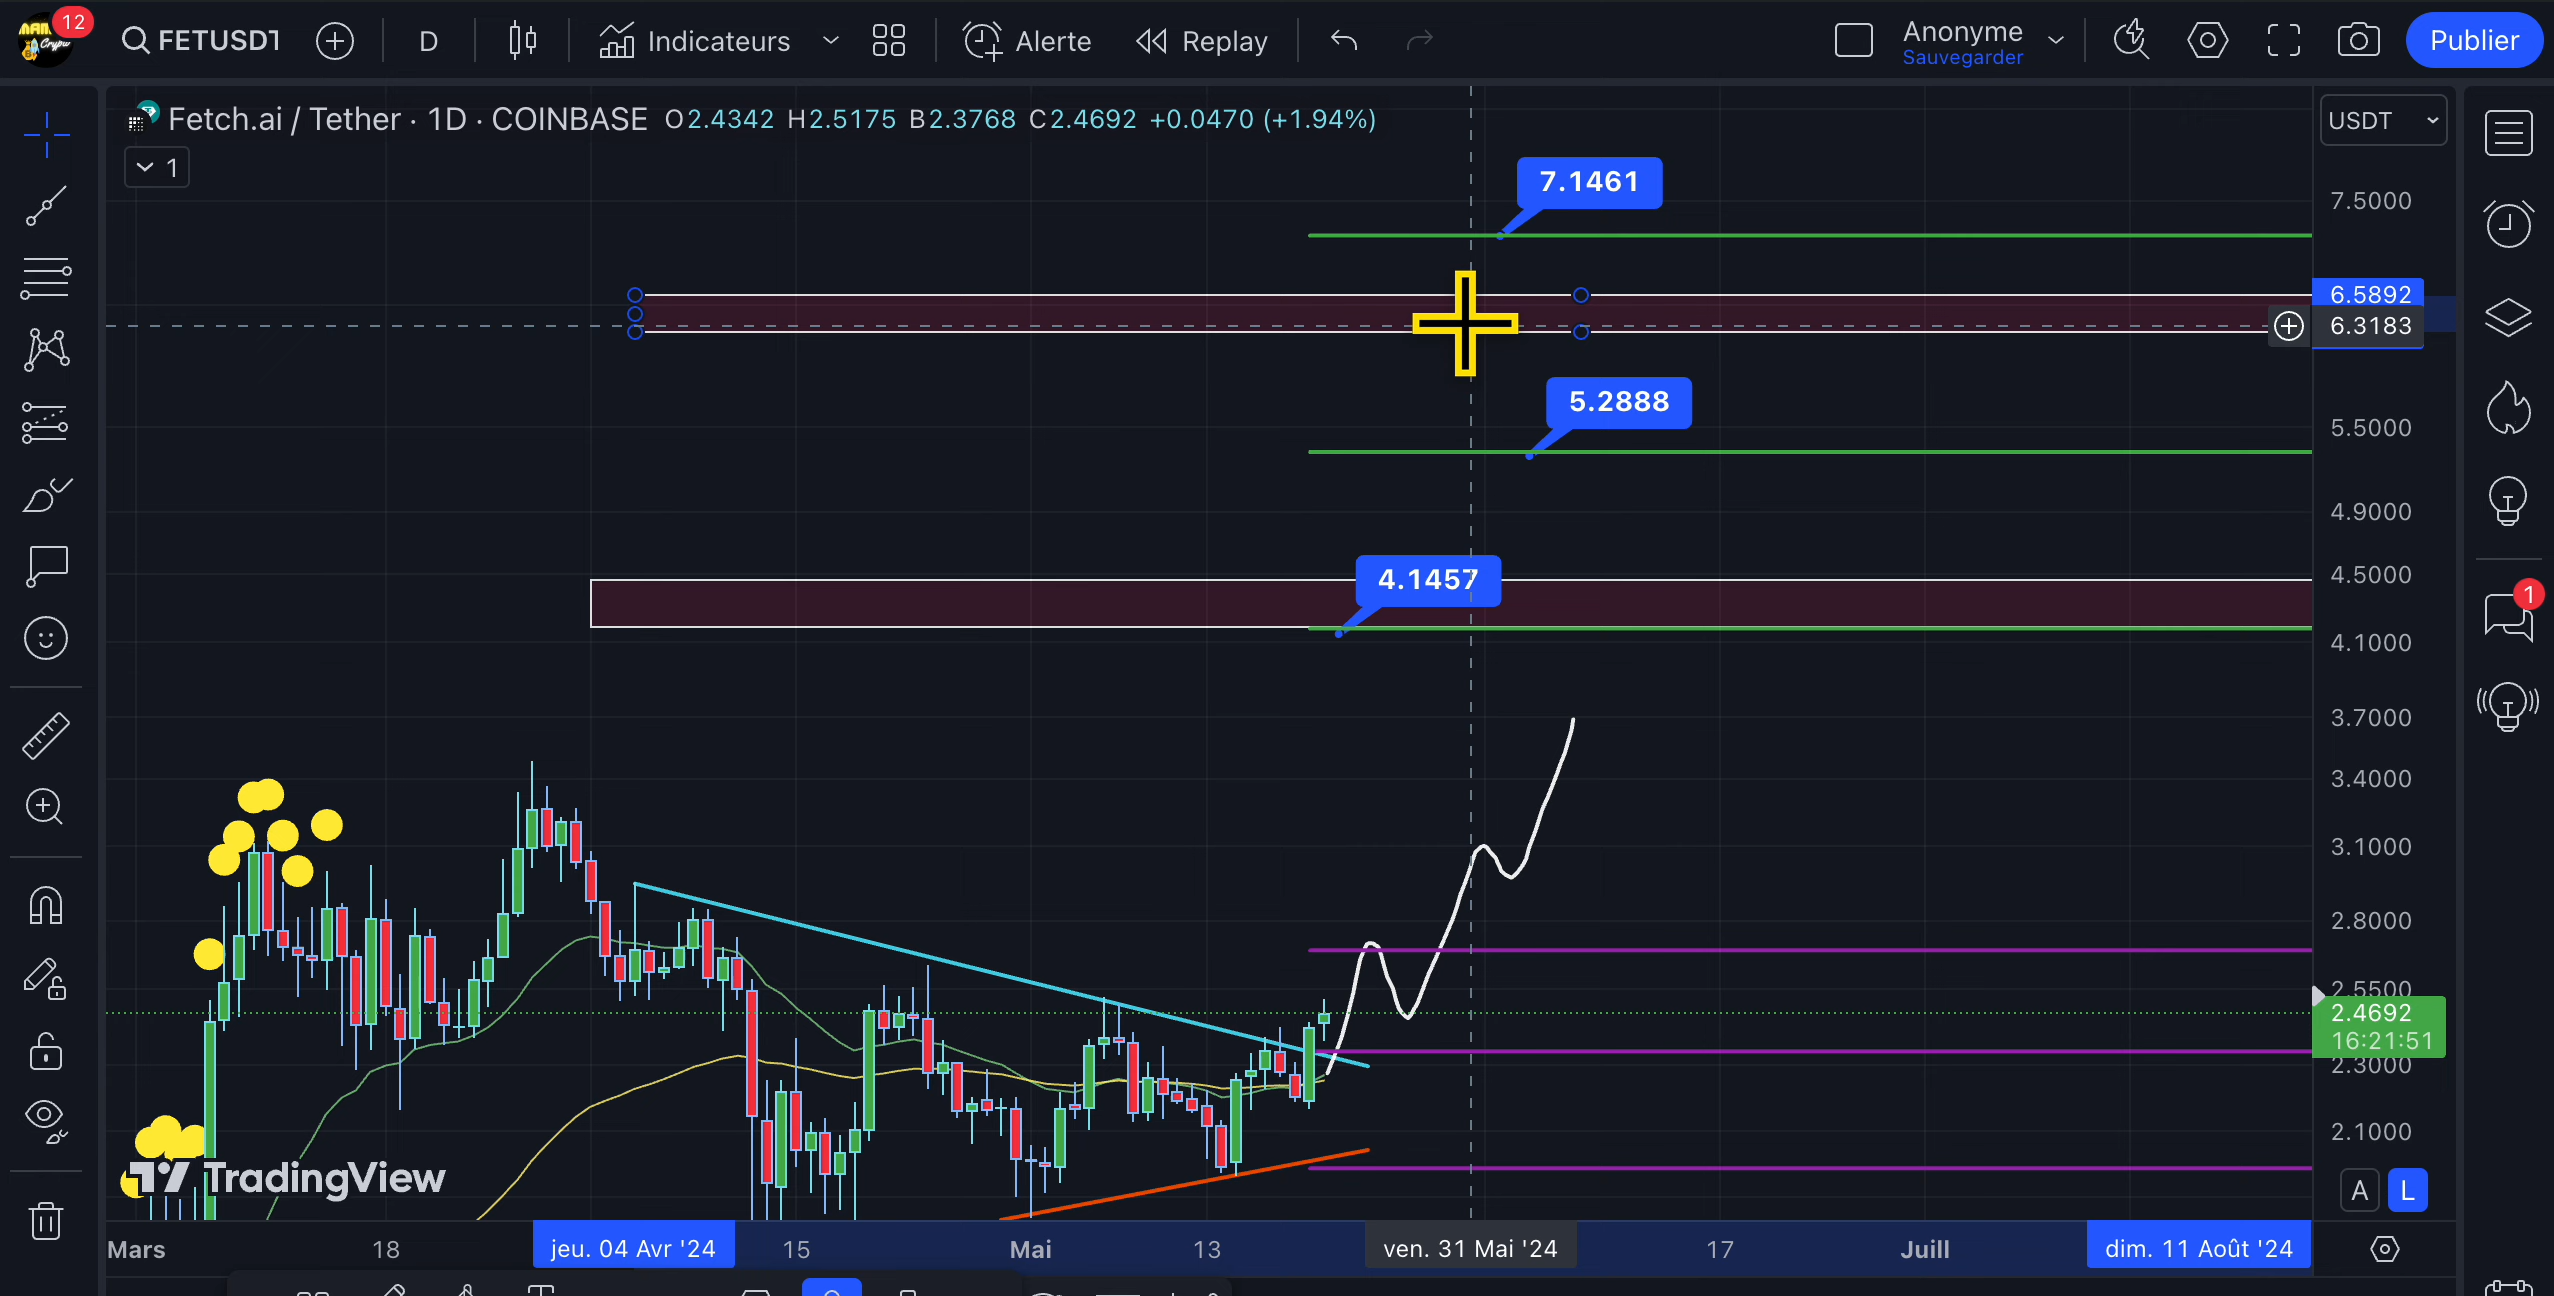 12
FETUSDT
D
Indicateurs
Alerte
Replay
Anonyme
Sauvegarder
Publier
Fetch.ai / Tether · 1D · COINBASE O2.4342 H2.5175 B2.3768 C2.4692 +0.0470 (+1.94%)
1
USDT
7.1461
7.5000
6.5892
6.3183
5.2888
5.5000
4.9000
4.1457
4.5000
1
4.1000
3.7000
3.4000
3.1000
2.8000
2.5500
2.4692
16:21:51
2.3000
2.1000
TradingView
A
L
Mars
18
jeu. 04 Avr '24
15
Mai
13
ven. 31 Mai '24
17
Juill
dim. 11 Août '24